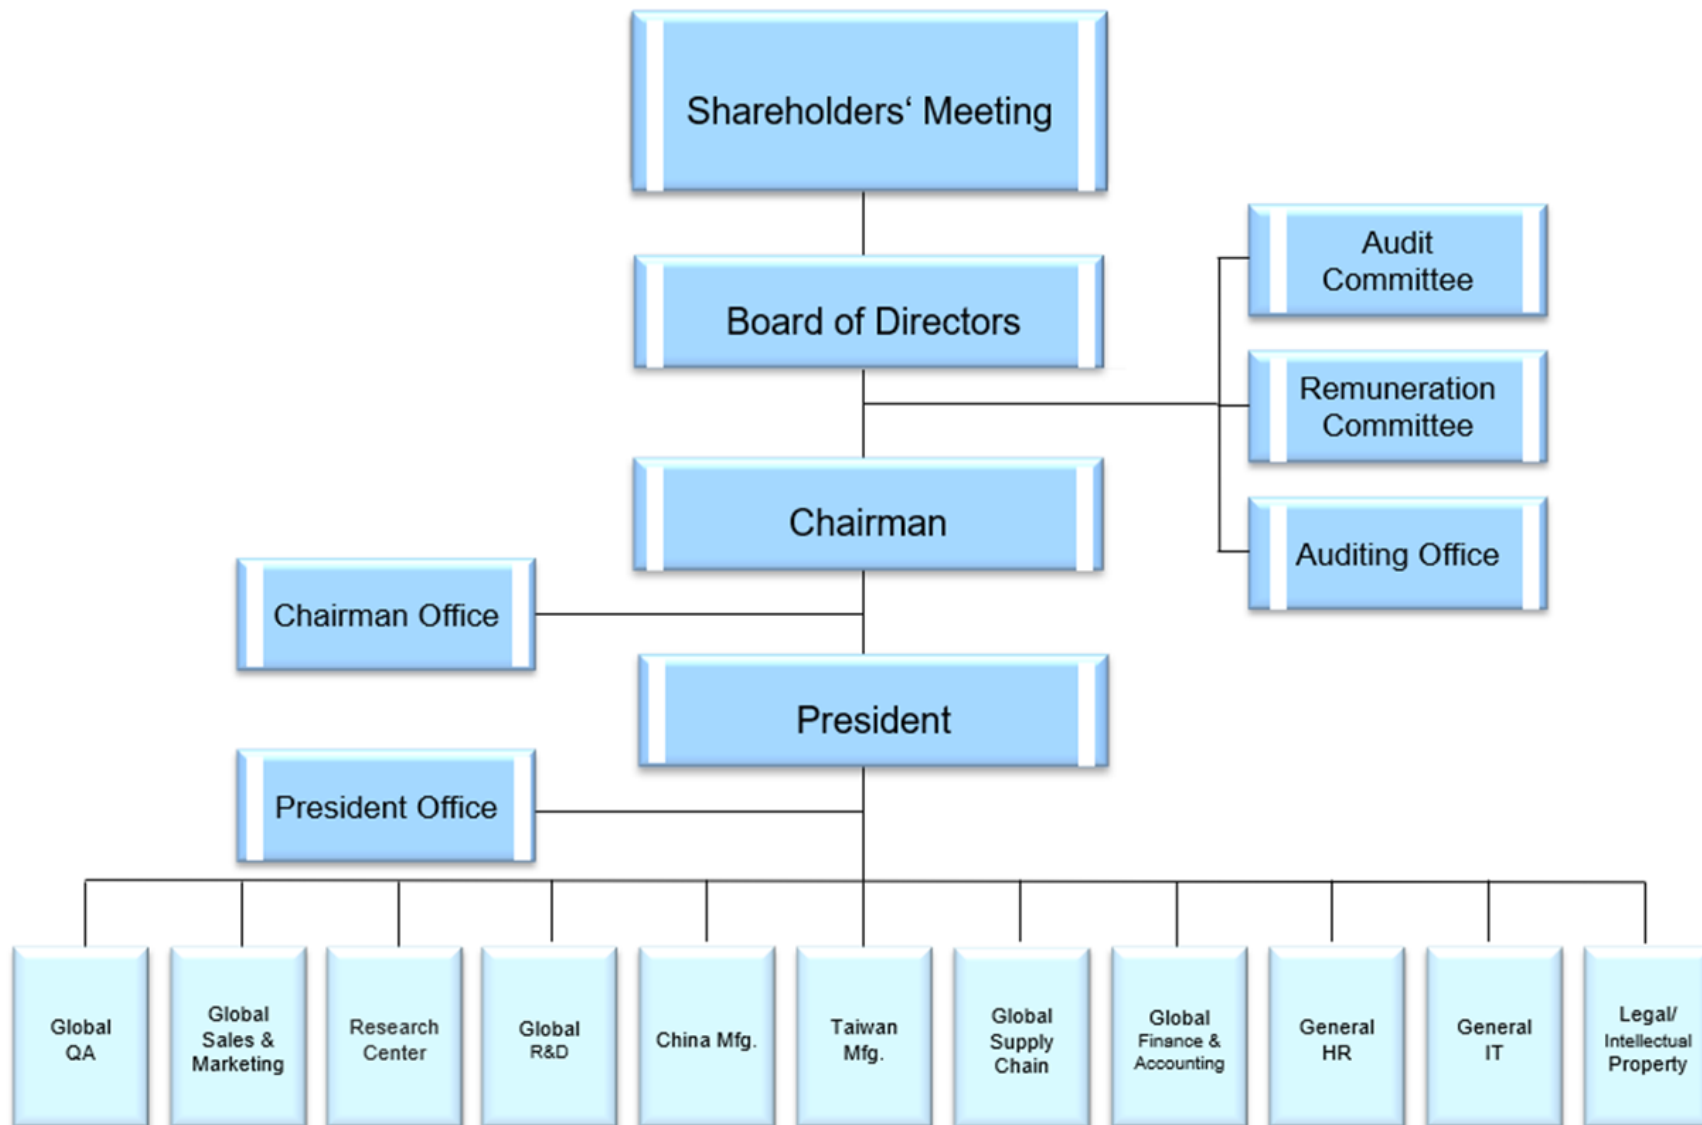 Shareholders‘ Meeting
Audit
Committee
Board of Directors
Remuneration
Committee
Chairman
Auditing Office
Chairman Office
President
President Office
Global
QA
Global
Sales &
Marketing
Research
Center
Global
R&D
China Mfg.
Taiwan
Mfg.
Global
Supply
Chain
Global
Finance &
Accounting
General
HR
General
IT
Legal/
Intellectual
Property